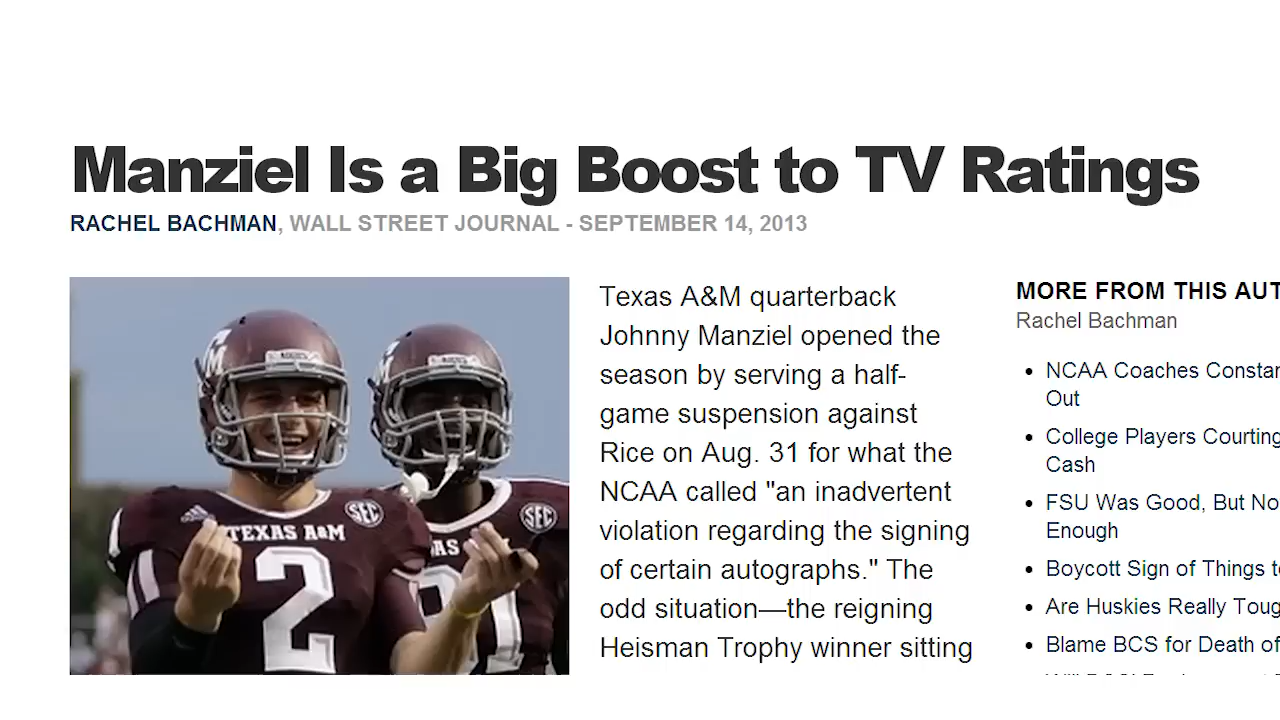 Manziel Is a Big Boost to TV Ratings
RACHEL BACHMAN, WALL STREET JOURNAL - SEPTEMBER 14, 2013
Texas A&M quarterback
Johnny Manziel opened the
season by serving a half-
game suspension against
Rice on Aug. 31 for what the
NCAA called "an inadvertent
violation regarding the signing
of certain autographs." The
odd situation—the reigning
Heisman Trophy winner sitting
MORE FROM THIS AUT
Rachel Bachman
NCAA Coaches Constan
Out
College Players Courting
Cash
FSU Was Good, But No
Enough
Boycott Sign of Things t
Are Huskies Really Toug
Blame BCS for Death of
AGGIES
TEXAS A&M
SEC
2
SEC